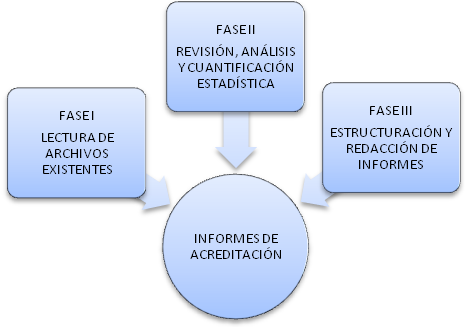 FASE I
LECTURA DE
ARCHIVOS
EXISTENTES
FASE II
REVISIÓN, ANÁLISIS
Y CUANTIFICACIÓN
ESTADÍSTICA
FASE III
ESTRUCTURACIÓN Y
REDACCIÓN DE
INFORMES
INFORMES DE
ACREDITACIÓN